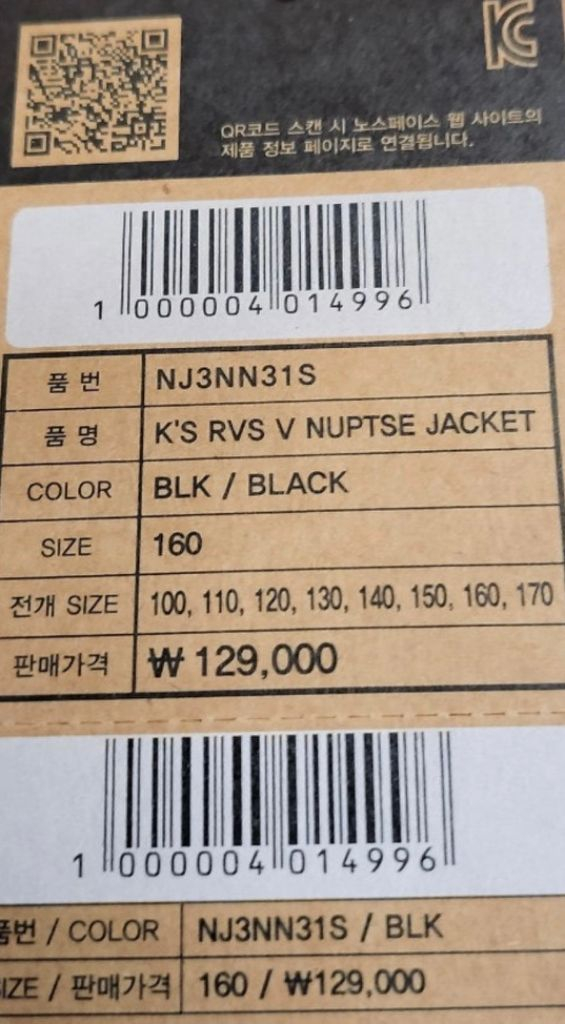 KC
QR코드 스캔 시 노스페이스 웹 사이트의
제품 정보 페이지로 연결됩니다.
1 000004 014996
품 번 NJ3NN31S
품 명 K'S RVS V NUPTSE JACKET
COLOR BLK / BLACK
SIZE 160
전개 SIZE 100, 110, 120, 130, 140, 150, 160, 170
판매가격 ₩ 129,000
1 000004 014996
품번 / COLOR NJ3NN31S / BLK
SIZE / 판매가격 160 / ₩129,000